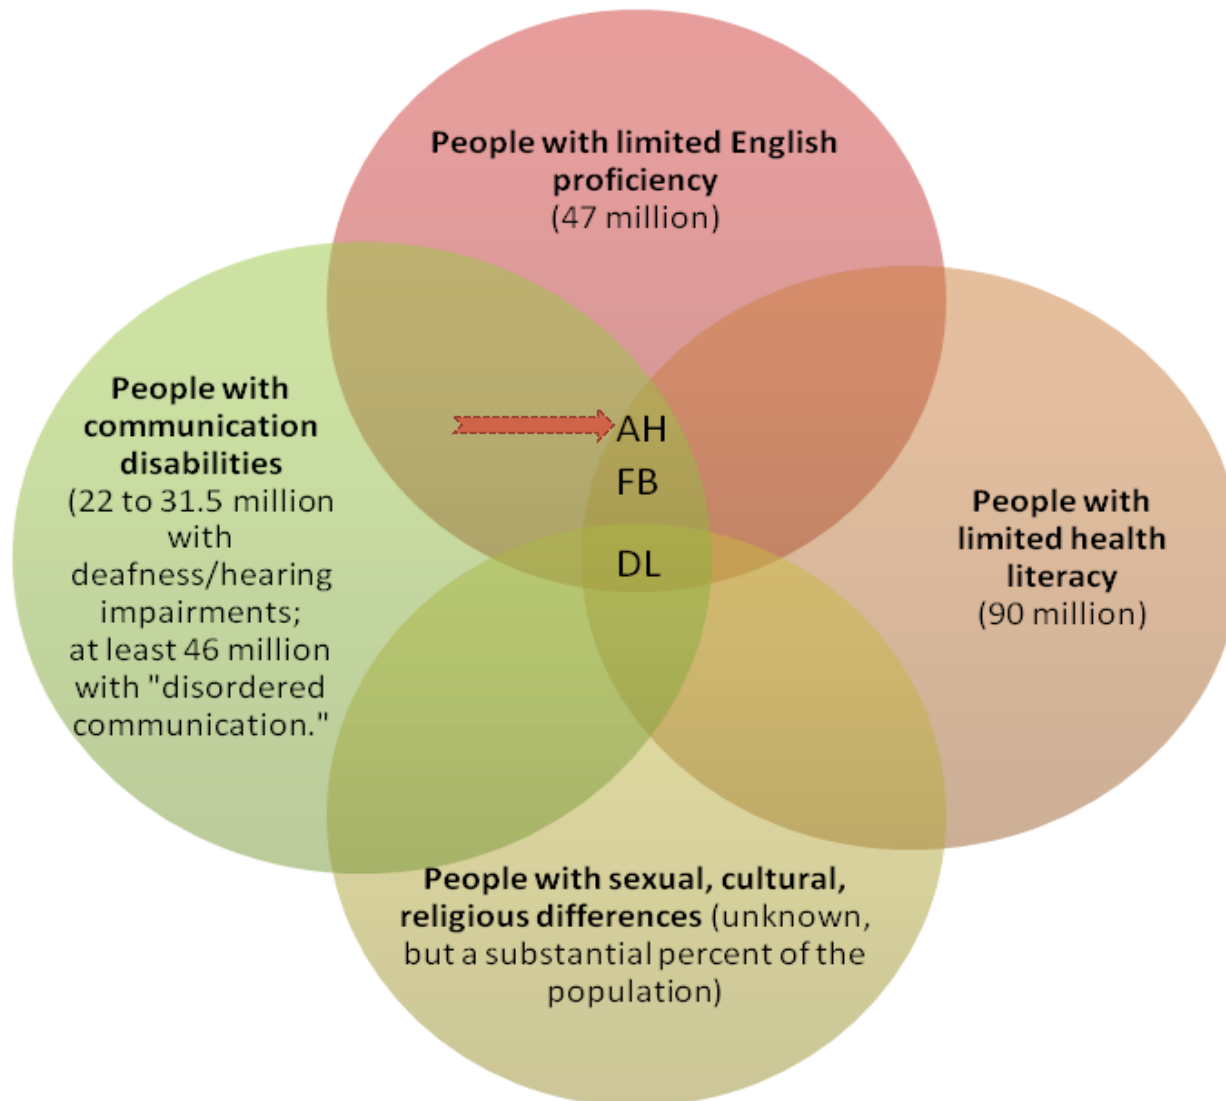 People with limited English
proficiency
(47 million)
People with
communication
disabilities
(22 to 31.5 million
with
deafness/hearing
impairments;
at least 46 million
with "disordered
communication."
AH
FB
DL
People with
limited health
literacy
(90 million)
People with sexual, cultural,
religious differences (unknown,
but a substantial percent of the
population)